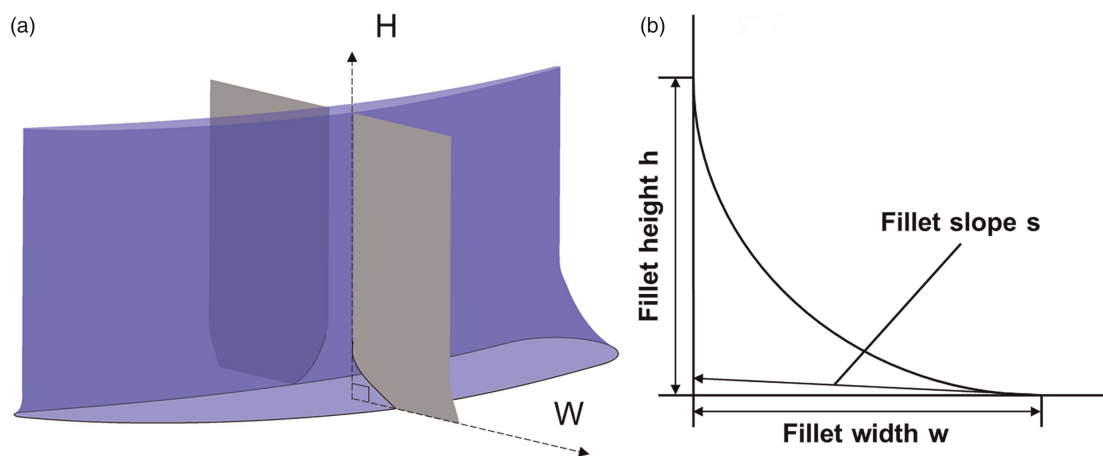 (a)
H
W
(b)
Fillet height h
Fillet slope s
Fillet width w